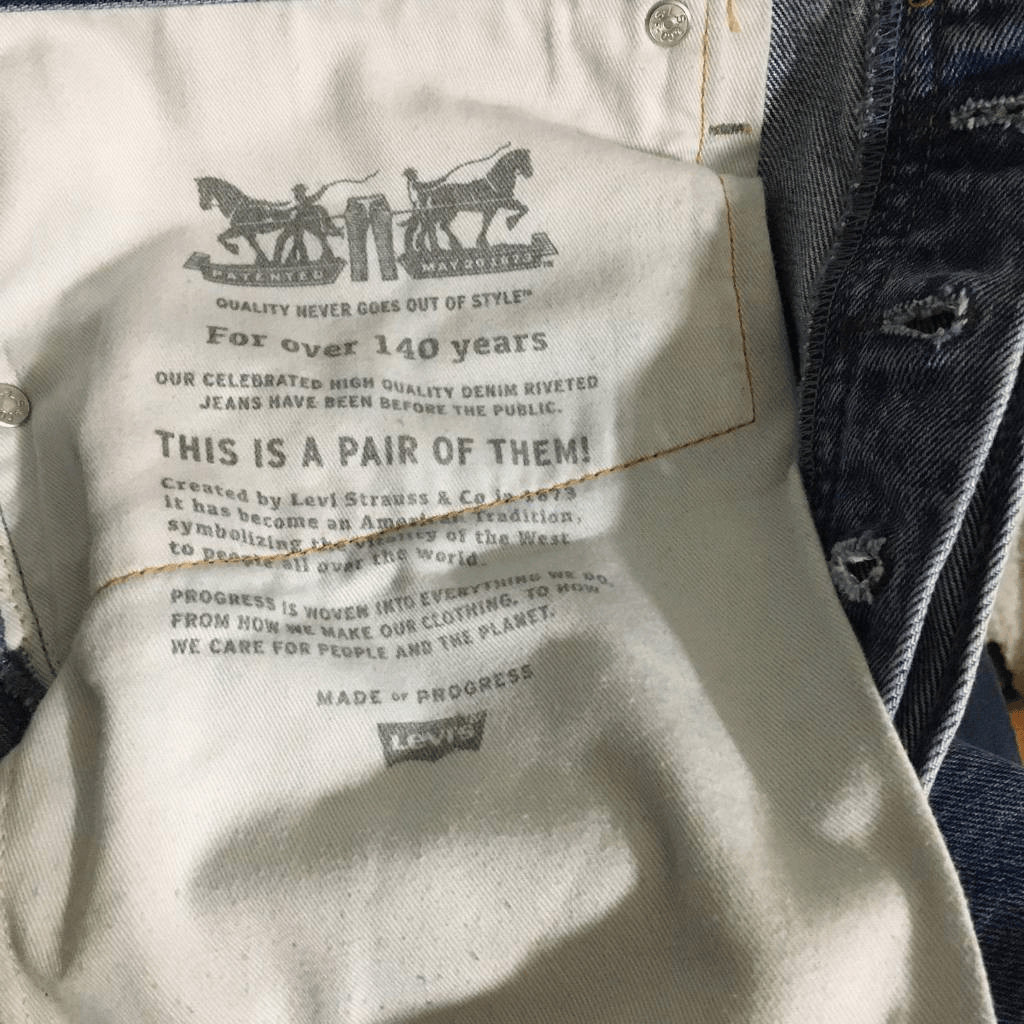 PATENTED MAY 20 1873
QUALITY NEVER GOES OUT OF STYLE™
For over 140 years
OUR CELEBRATED HIGH QUALITY DENIM RIVETED
JEANS HAVE BEEN BEFORE THE PUBLIC.
THIS IS A PAIR OF THEM!
Created by Levi Strauss & Co in 1873
it has become an American Tradition,
symbolizing the vitality of the West
to people all over the world.
PROGRESS IS WOVEN INTO EVERYTHING WE DO,
FROM HOW WE MAKE OUR CLOTHING, TO HOW
WE CARE FOR PEOPLE AND THE PLANET.
MADE OF PROGRESS
Levi's